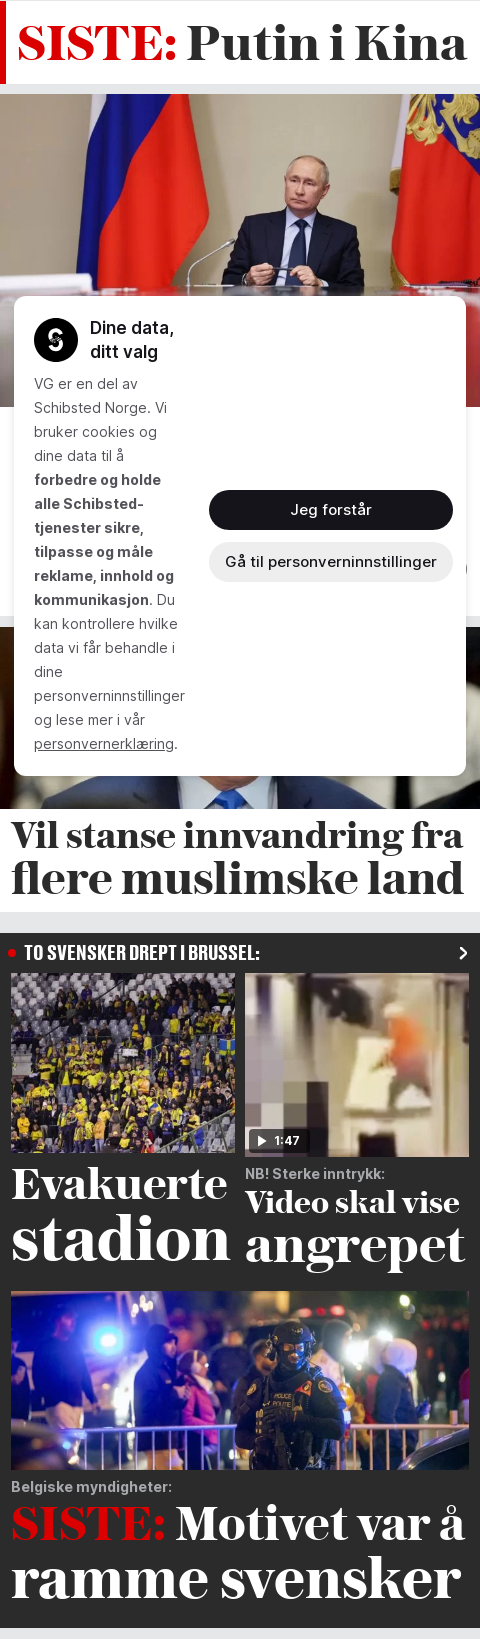 SISTE: Putin i Kina
Dine data,
ditt valg
VG er en del av
Schibsted Norge. Vi
bruker cookies og
dine data til å
forbedre og holde
alle Schibsted-
tjenester sikre,
tilpasse og måle
reklame, innhold og
kommunikasjon. Du
kan kontrollere hvilke
data vi får behandle i
dine
personverninnstillinger
og lese mer i vår
personvernerklæring.
Jeg forstår
Gå til personverninnstillinger
Vil stanse innvandring fra
flere muslimske land
TO SVENSKER DREPT I BRUSSEL:
1:47
Evakuerte
stadion
NB! Sterke inntrykk:
Video skal vise
angrepet
POLICE
POLITIE
Belgiske myndigheter:
SISTE: Motivet var å
ramme svensker